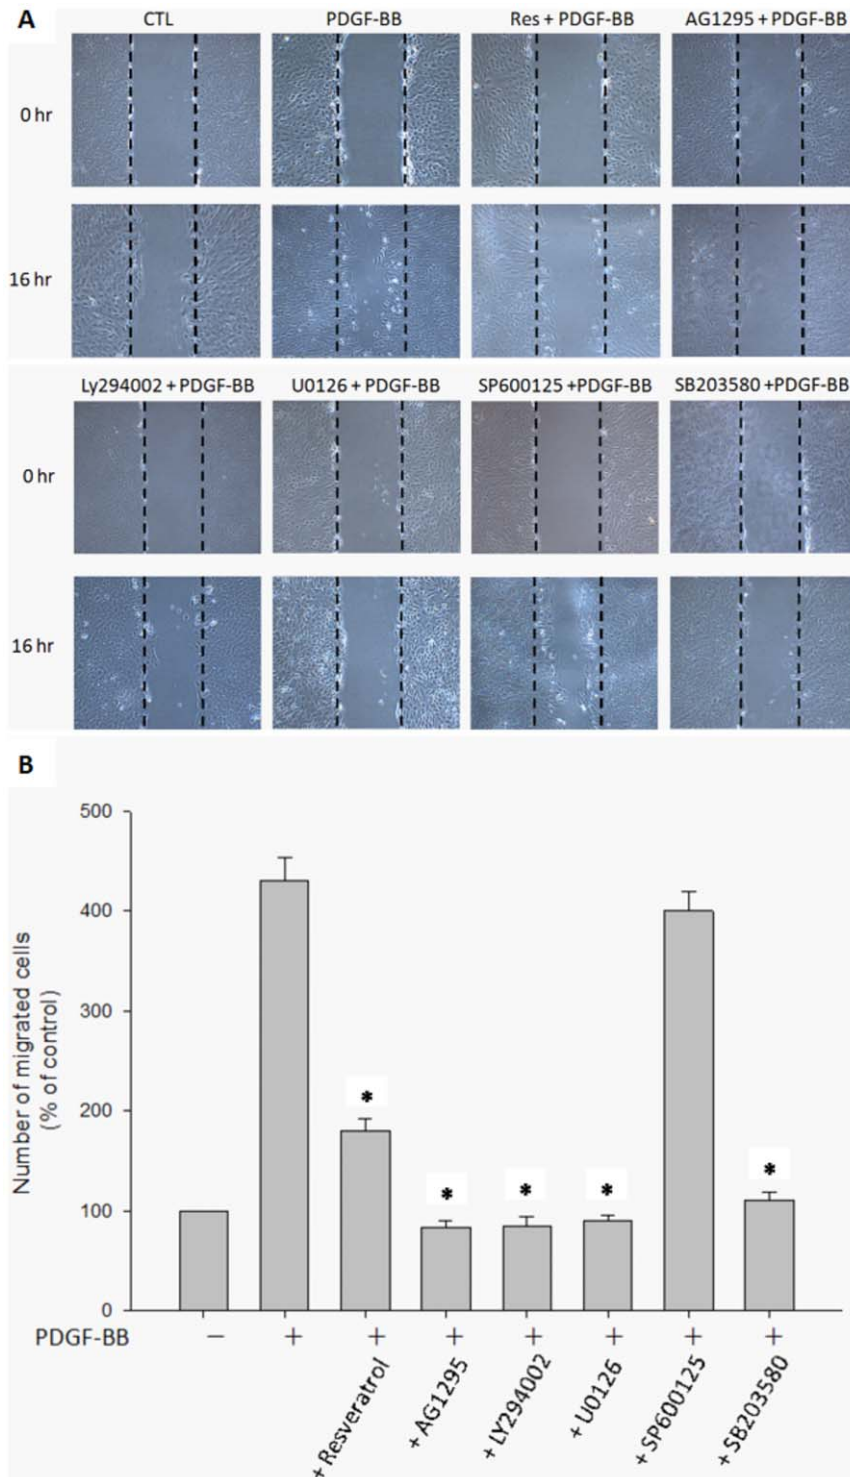 A
CTL PDGF-BB Res + PDGF-BB AG1295 + PDGF-BB
0 hr
16 hr
Ly294002 + PDGF-BB U0126 + PDGF-BB SP600125 +PDGF-BB SB203580 +PDGF-BB
0 hr
16 hr
B
Number of migrated cells
(% of control)
500
400
300
200
100
0
* * * * *
PDGF-BB − + + + + + + +
+ Resveratrol
+ AG1295
+ LY294002
+ U0126
+ SP600125
+ SB203580